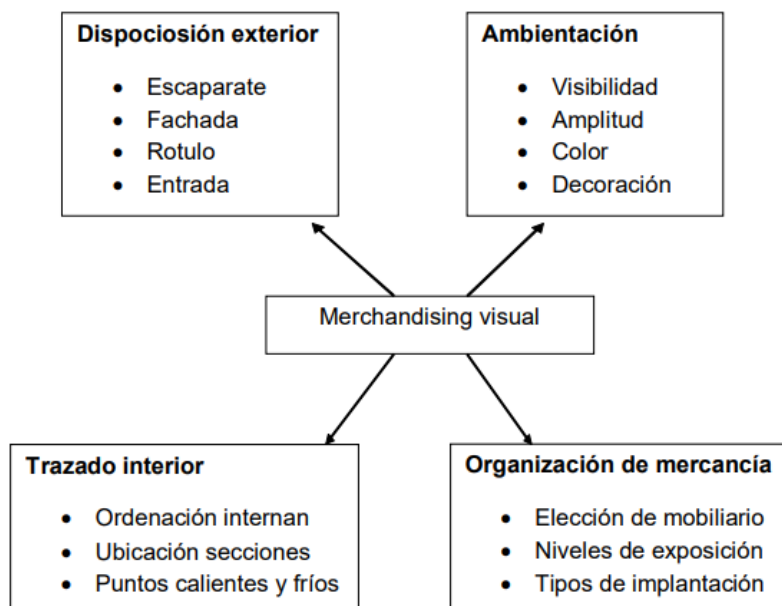 Dispociosión exterior
• Escaparate
• Fachada
• Rotulo
• Entrada
Ambientación
• Visibilidad
• Amplitud
• Color
• Decoración
Merchandising visual
Trazado interior
• Ordenación internan
• Ubicación secciones
• Puntos calientes y fríos
Organización de mercancía
• Elección de mobiliario
• Niveles de exposición
• Tipos de implantación